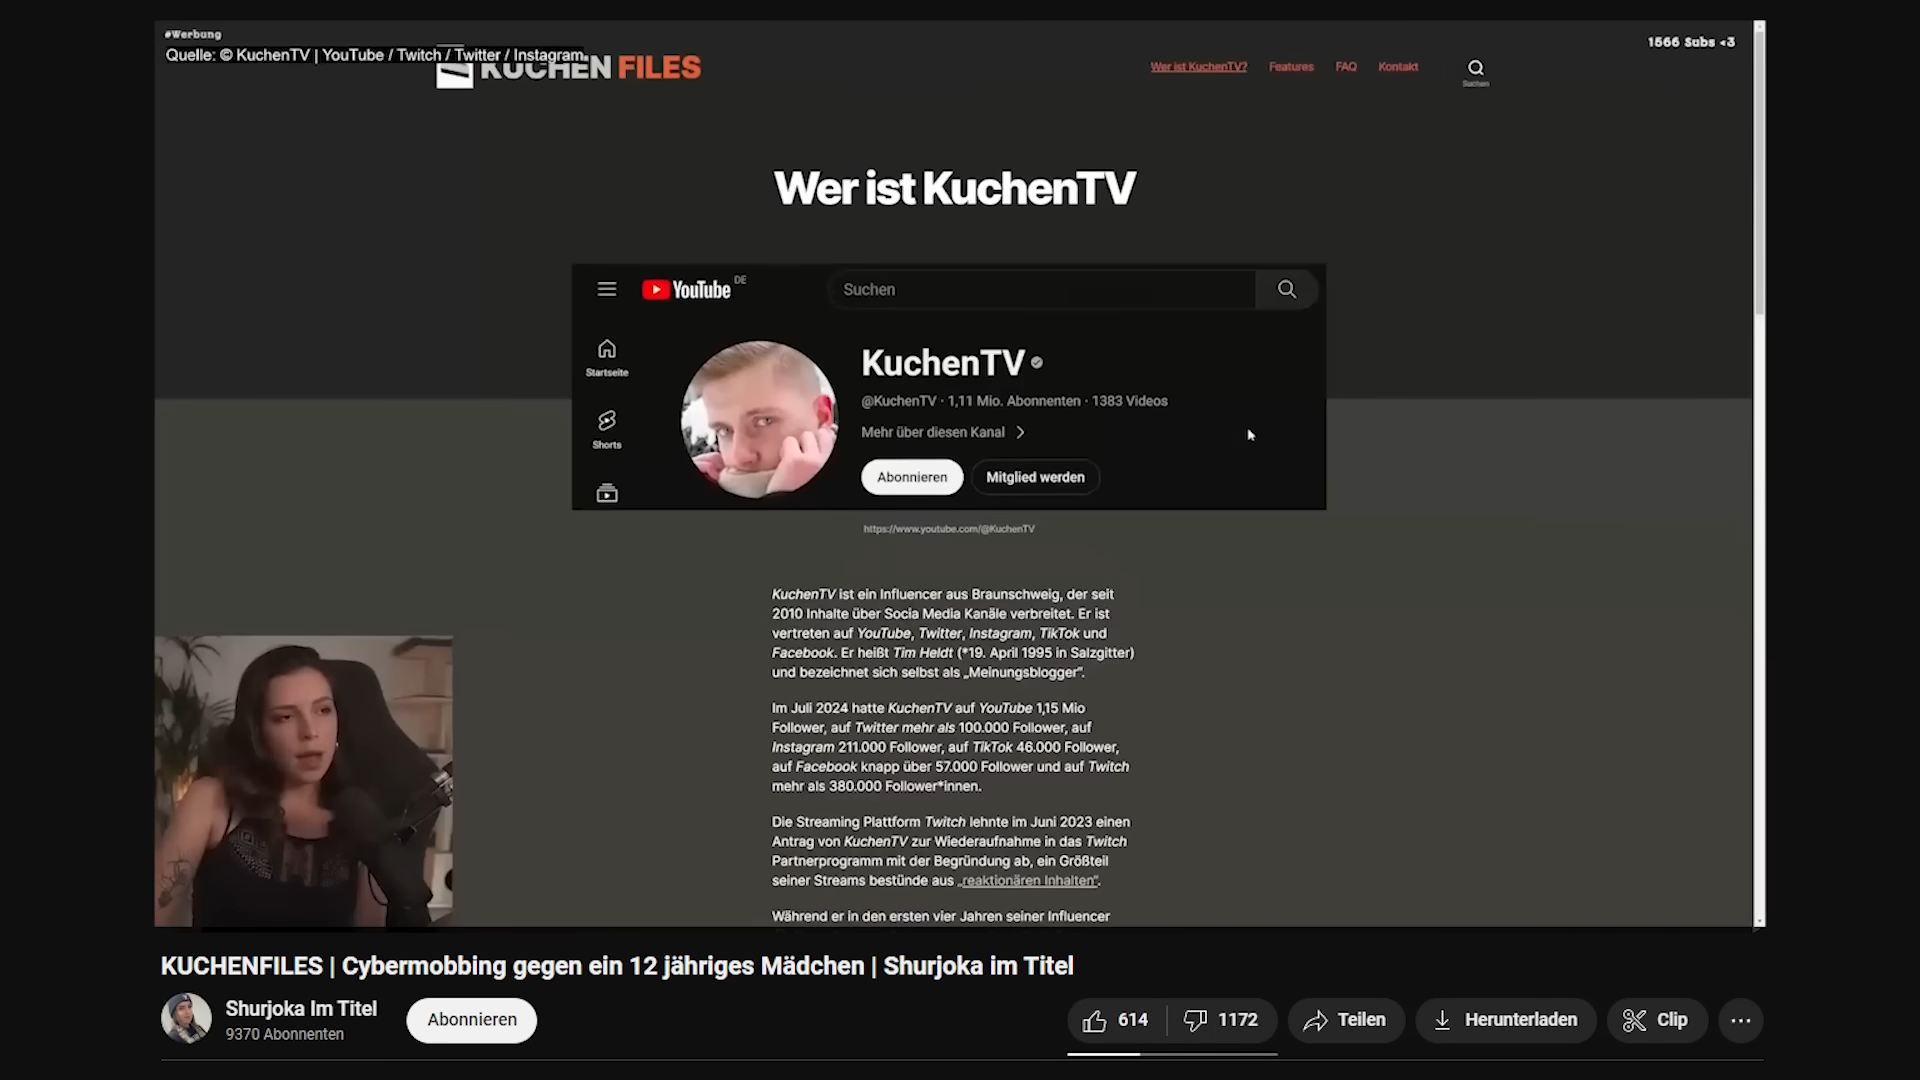 #Werbung
Quelle: © KuchenTV | YouTube / Twitch / Twitter / Instagram
1566 Subs <3
KUCHEN FILES
Wer ist KuchenTV?
Features
FAQ
Kontakt
Suchen
Wer ist KuchenTV
YouTube DE
Suchen
Startseite
Shorts
KuchenTV
@KuchenTV · 1,11 Mio. Abonnenten · 1383 Videos
Mehr über diesen Kanal
Abonnieren
Mitglied werden
https://www.youtube.com/@KuchenTV
KuchenTV ist ein Influencer aus Braunschweig, der seit
2010 Inhalte über Socia Media Kanäle verbreitet. Er ist
vertreten auf YouTube, Twitter, Instagram, TikTok und
Facebook. Er heißt Tim Heldt (*19. April 1995 in Salzgitter)
und bezeichnet sich selbst als „Meinungsblogger“.
Im Juli 2024 hatte KuchenTV auf YouTube 1,15 Mio
Follower, auf Twitter mehr als 100.000 Follower, auf
Instagram 211.000 Follower, auf TikTok 46.000 Follower,
auf Facebook knapp über 57.000 Follower und auf Twitch
mehr als 380.000 Follower*innen.
Die Streaming Plattform Twitch lehnte im Juni 2023 einen
Antrag von KuchenTV zur Wiederaufnahme in das Twitch
Partnerprogramm mit der Begründung ab, ein Größteil
seiner Streams bestünde aus „reaktionären Inhalten“.
Während er in den ersten vier Jahren seiner Influencer
KUCHENFILES | Cybermobbing gegen ein 12 jähriges Mädchen | Shurjoka im Titel
Shurjoka Im Titel
9370 Abonnenten
Abonnieren
614
1172
Teilen
Herunterladen
Clip